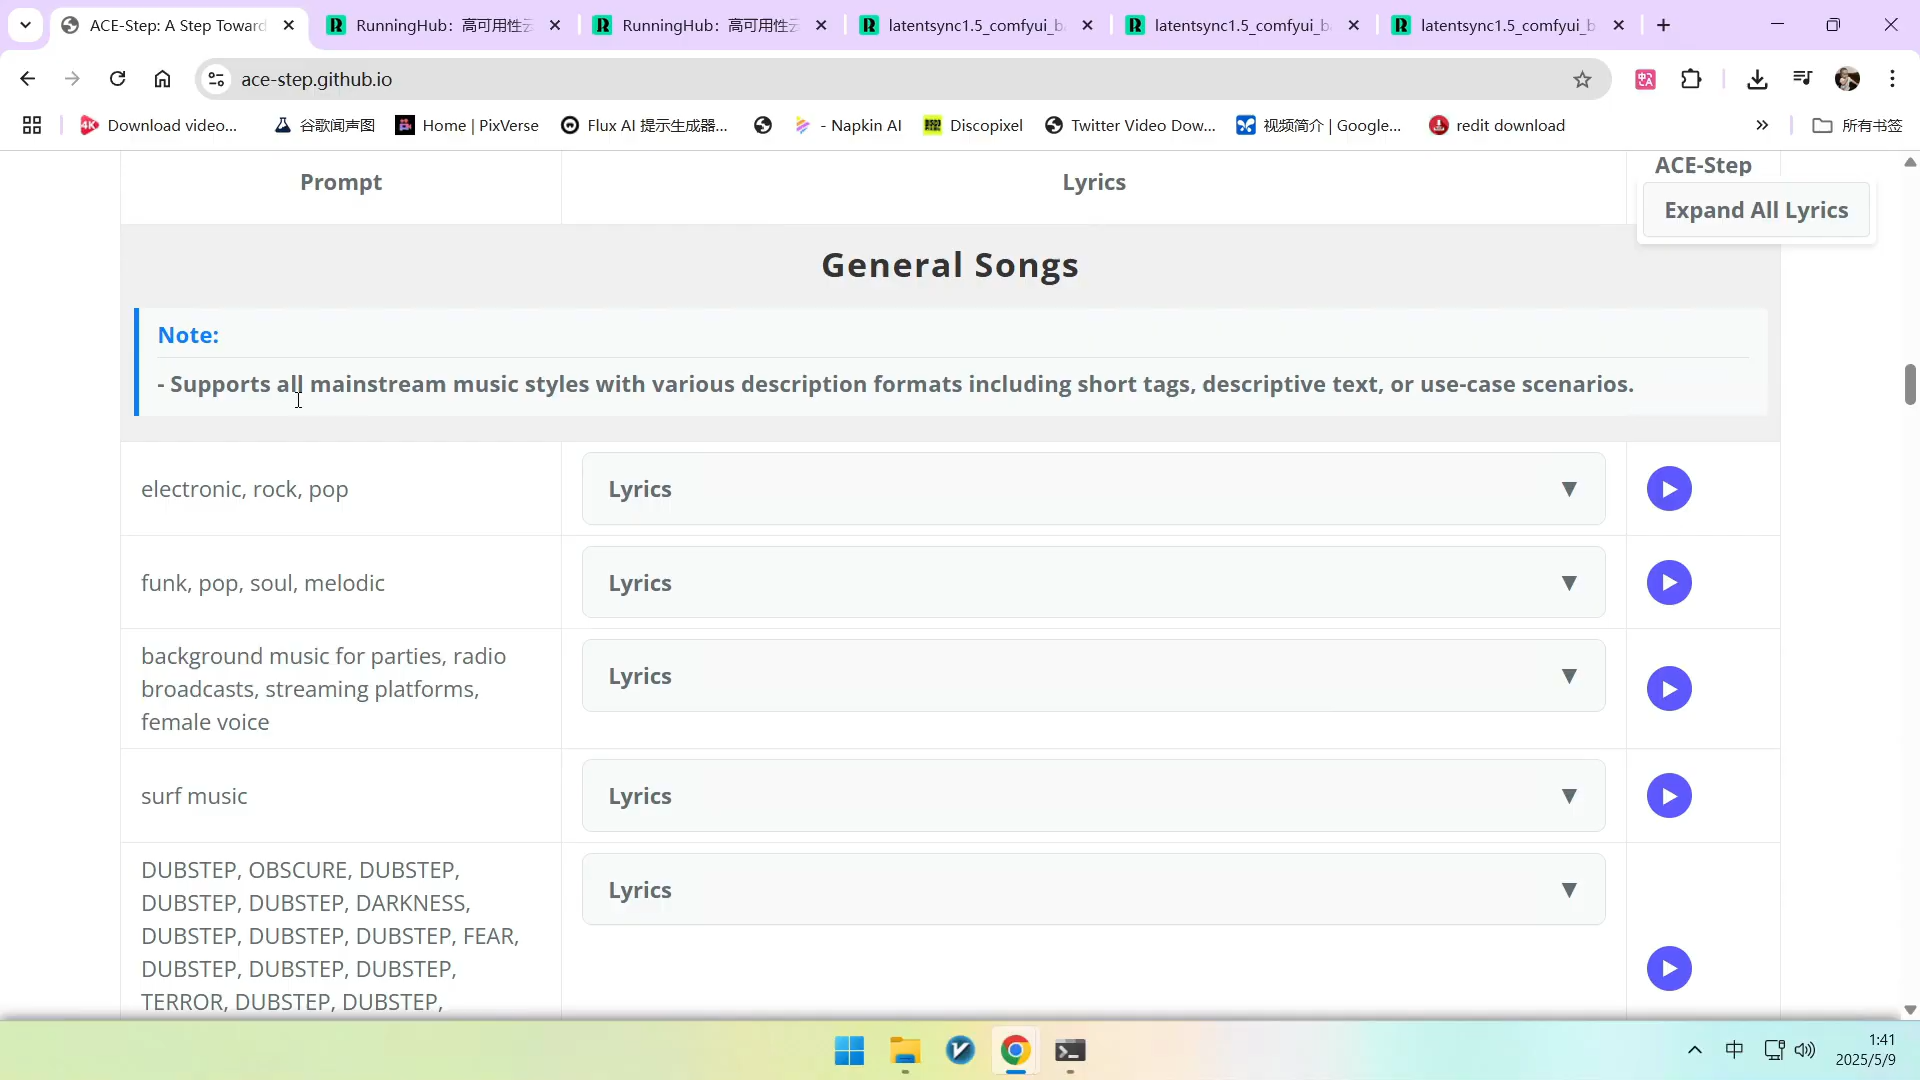 ACE-Step: A Step Toward
RunningHub：高可用性云
RunningHub：高可用性云
latentsync1.5_comfyui_b
latentsync1.5_comfyui_b
latentsync1.5_comfyui_b
ace-step.github.io
Download video...
谷歌闻声图
Home | PixVerse
Flux AI 提示生成器...
- Napkin AI
Discopixel
Twitter Video Dow...
视频简介 | Google...
redit download
所有书签
Prompt
Lyrics
ACE-Step
Expand All Lyrics
General Songs
Note:
- Supports all mainstream music styles with various description formats including short tags, descriptive text, or use-case scenarios.
electronic, rock, pop
Lyrics
funk, pop, soul, melodic
Lyrics
background music for parties, radio
broadcasts, streaming platforms,
female voice
Lyrics
surf music
Lyrics
DUBSTEP, OBSCURE, DUBSTEP,
DUBSTEP, DUBSTEP, DARKNESS,
DUBSTEP, DUBSTEP, DUBSTEP, FEAR,
DUBSTEP, DUBSTEP, DUBSTEP,
TERROR, DUBSTEP, DUBSTEP,
Lyrics
中
1:41
2025/5/9